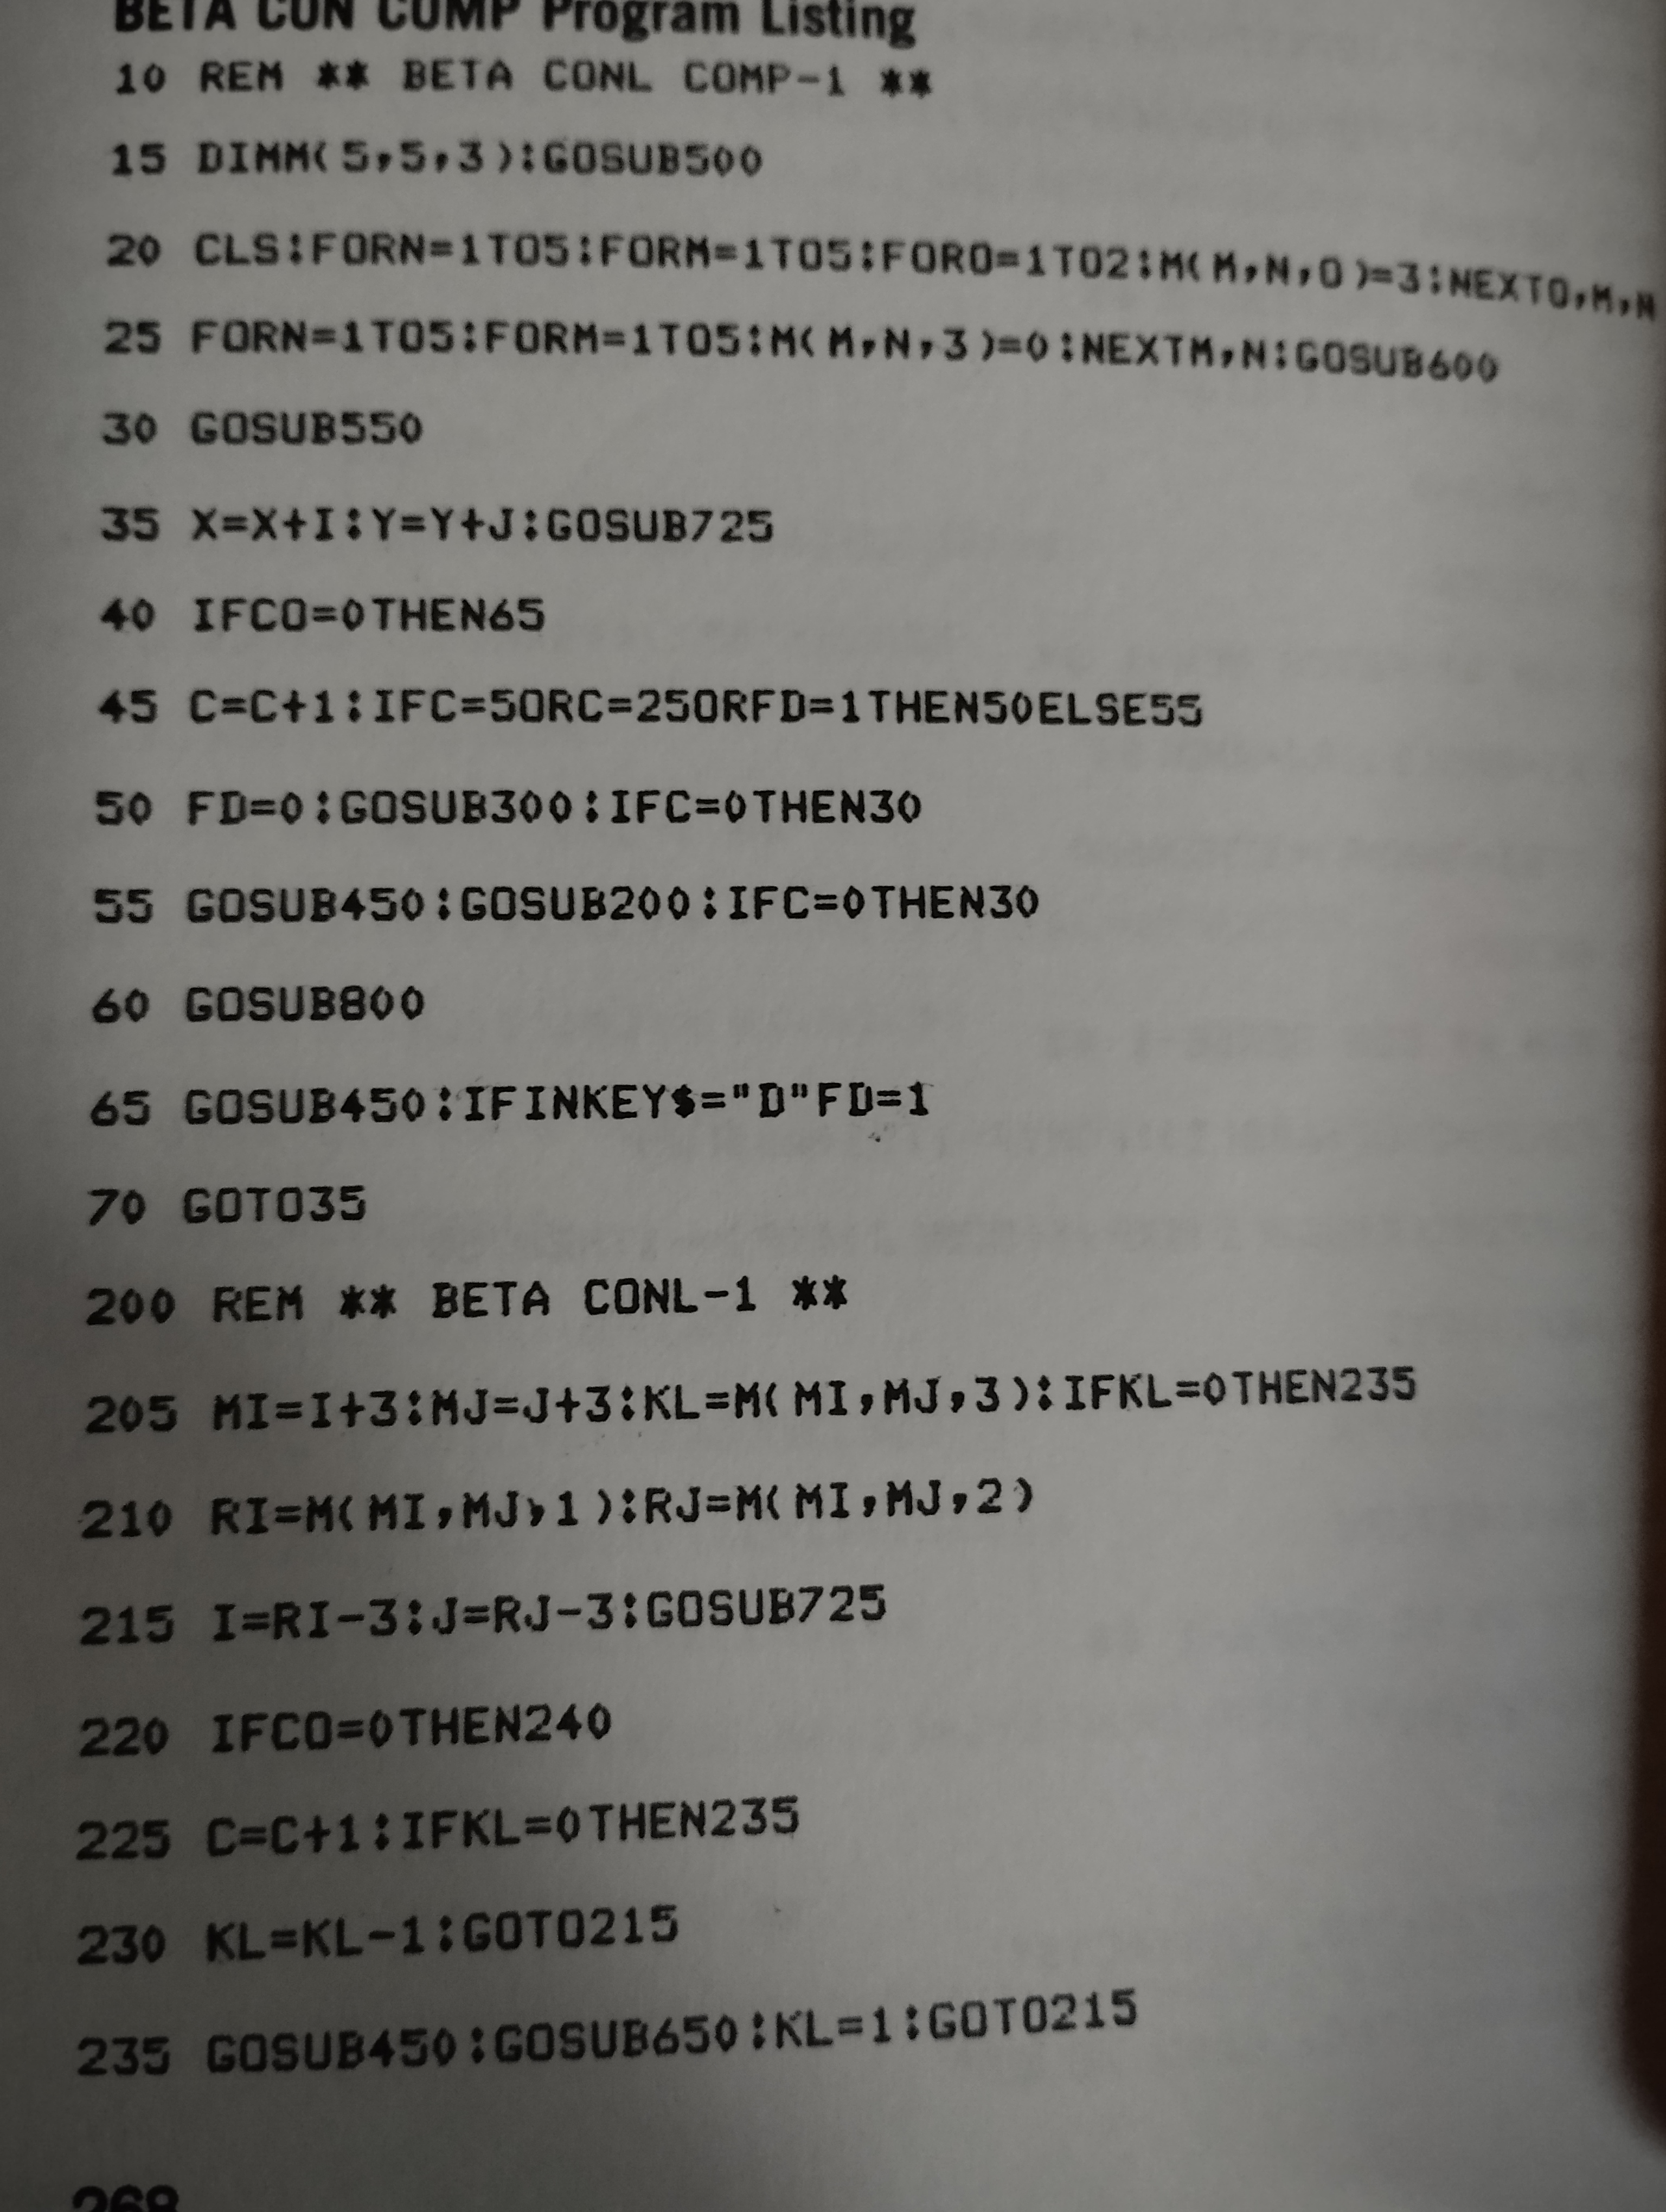 BETA CON COMP Program Listing
10 REM ** BETA CONL COMP-1 **
15 DIMM(5,5,3):GOSUB500
20 CLS:FORN=1TO5:FORM=1TO5:FORO=1TO2:M(M,N,O)=3:NEXTO,M,N
25 FORN=1TO5:FORM=1TO5:M(M,N,3)=0:NEXTM,N:GOSUB600
30 GOSUB550
35 X=X+I:Y=Y+J:GOSUB725
40 IFCO=0THEN65
45 C=C+1:IFC=5ORC=25ORFD=1THEN50ELSE55
50 FD=0:GOSUB300:IFC=0THEN30
55 GOSUB450:GOSUB200:IFC=0THEN30
60 GOSUB800
65 GOSUB450:IFINKEY$="D"FD=1
70 GOTO35
200 REM ** BETA CONL-1 **
205 MI=I+3:MJ=J+3:KL=M(MI,MJ,3):IFKL=0THEN235
210 RI=M(MI,MJ,1):RJ=M(MI,MJ,2)
215 I=RI-3:J=RJ-3:GOSUB725
220 IFCO=0THEN240
225 C=C+1:IFKL=0THEN235
230 KL=KL-1:GOTO215
235 GOSUB450:GOSUB650:KL=1:GOTO215
268